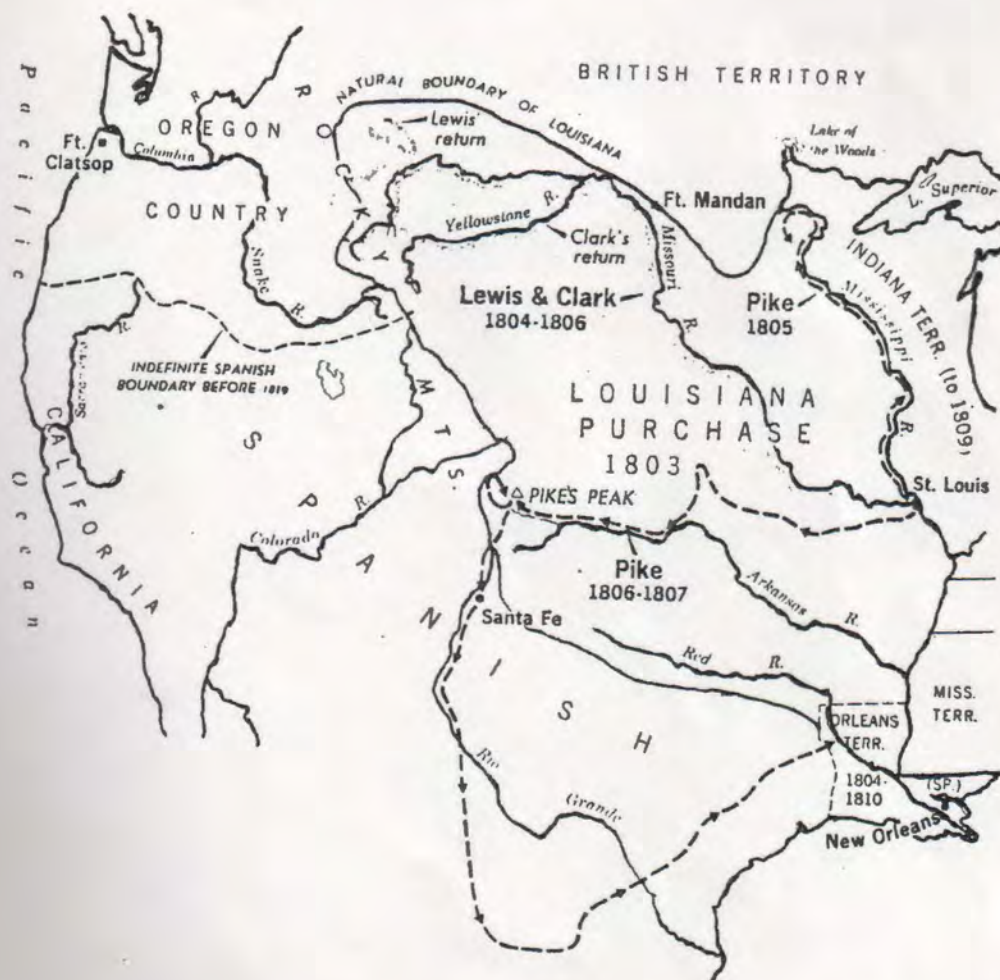 BRITISH TERRITORY
NATURAL BOUNDARY OF LOUISIANA
Pacific Ocean
ROCKY MTS.
R.
OREGON
COUNTRY
Ft.
Clatsop
Columbia
Lewis
return
Lake of
the Woods
L. Superior
Ft. Mandan
Yellowstone R.
Clark's
return
Missouri R.
Snake R.
Lewis & Clark
1804-1806
Pike
1805
Mississippi R.
INDIANA TERR. (to 1809)
INDEFINITE SPANISH
BOUNDARY BEFORE 1819
R.
CALIFORNIA
SPANISH
LOUISIANA
PURCHASE
1803
St. Louis
PIKE'S PEAK
Colorado R.
Pike
1806-1807
Arkansas R.
Santa Fe
Red R.
MISS.
TERR.
ORLEANS
TERR.
1804-
1810
(SP.)
New Orleans
Rio Grande